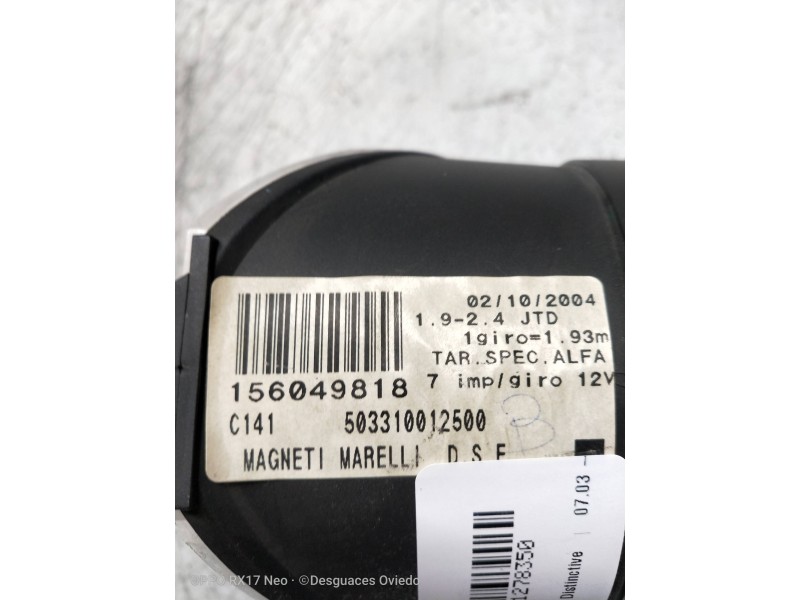 02/10/2004
1.9-2.4 JTD
1giro=1.93m
TAR.SPEC.ALFA
156049818
7 imp/giro 12V
C141 503310012500
B
MAGNETI MARELLI D.S.E
1278350
Distinctive | 07.03 -
RX17 Neo · ©Desguaces Oviedo